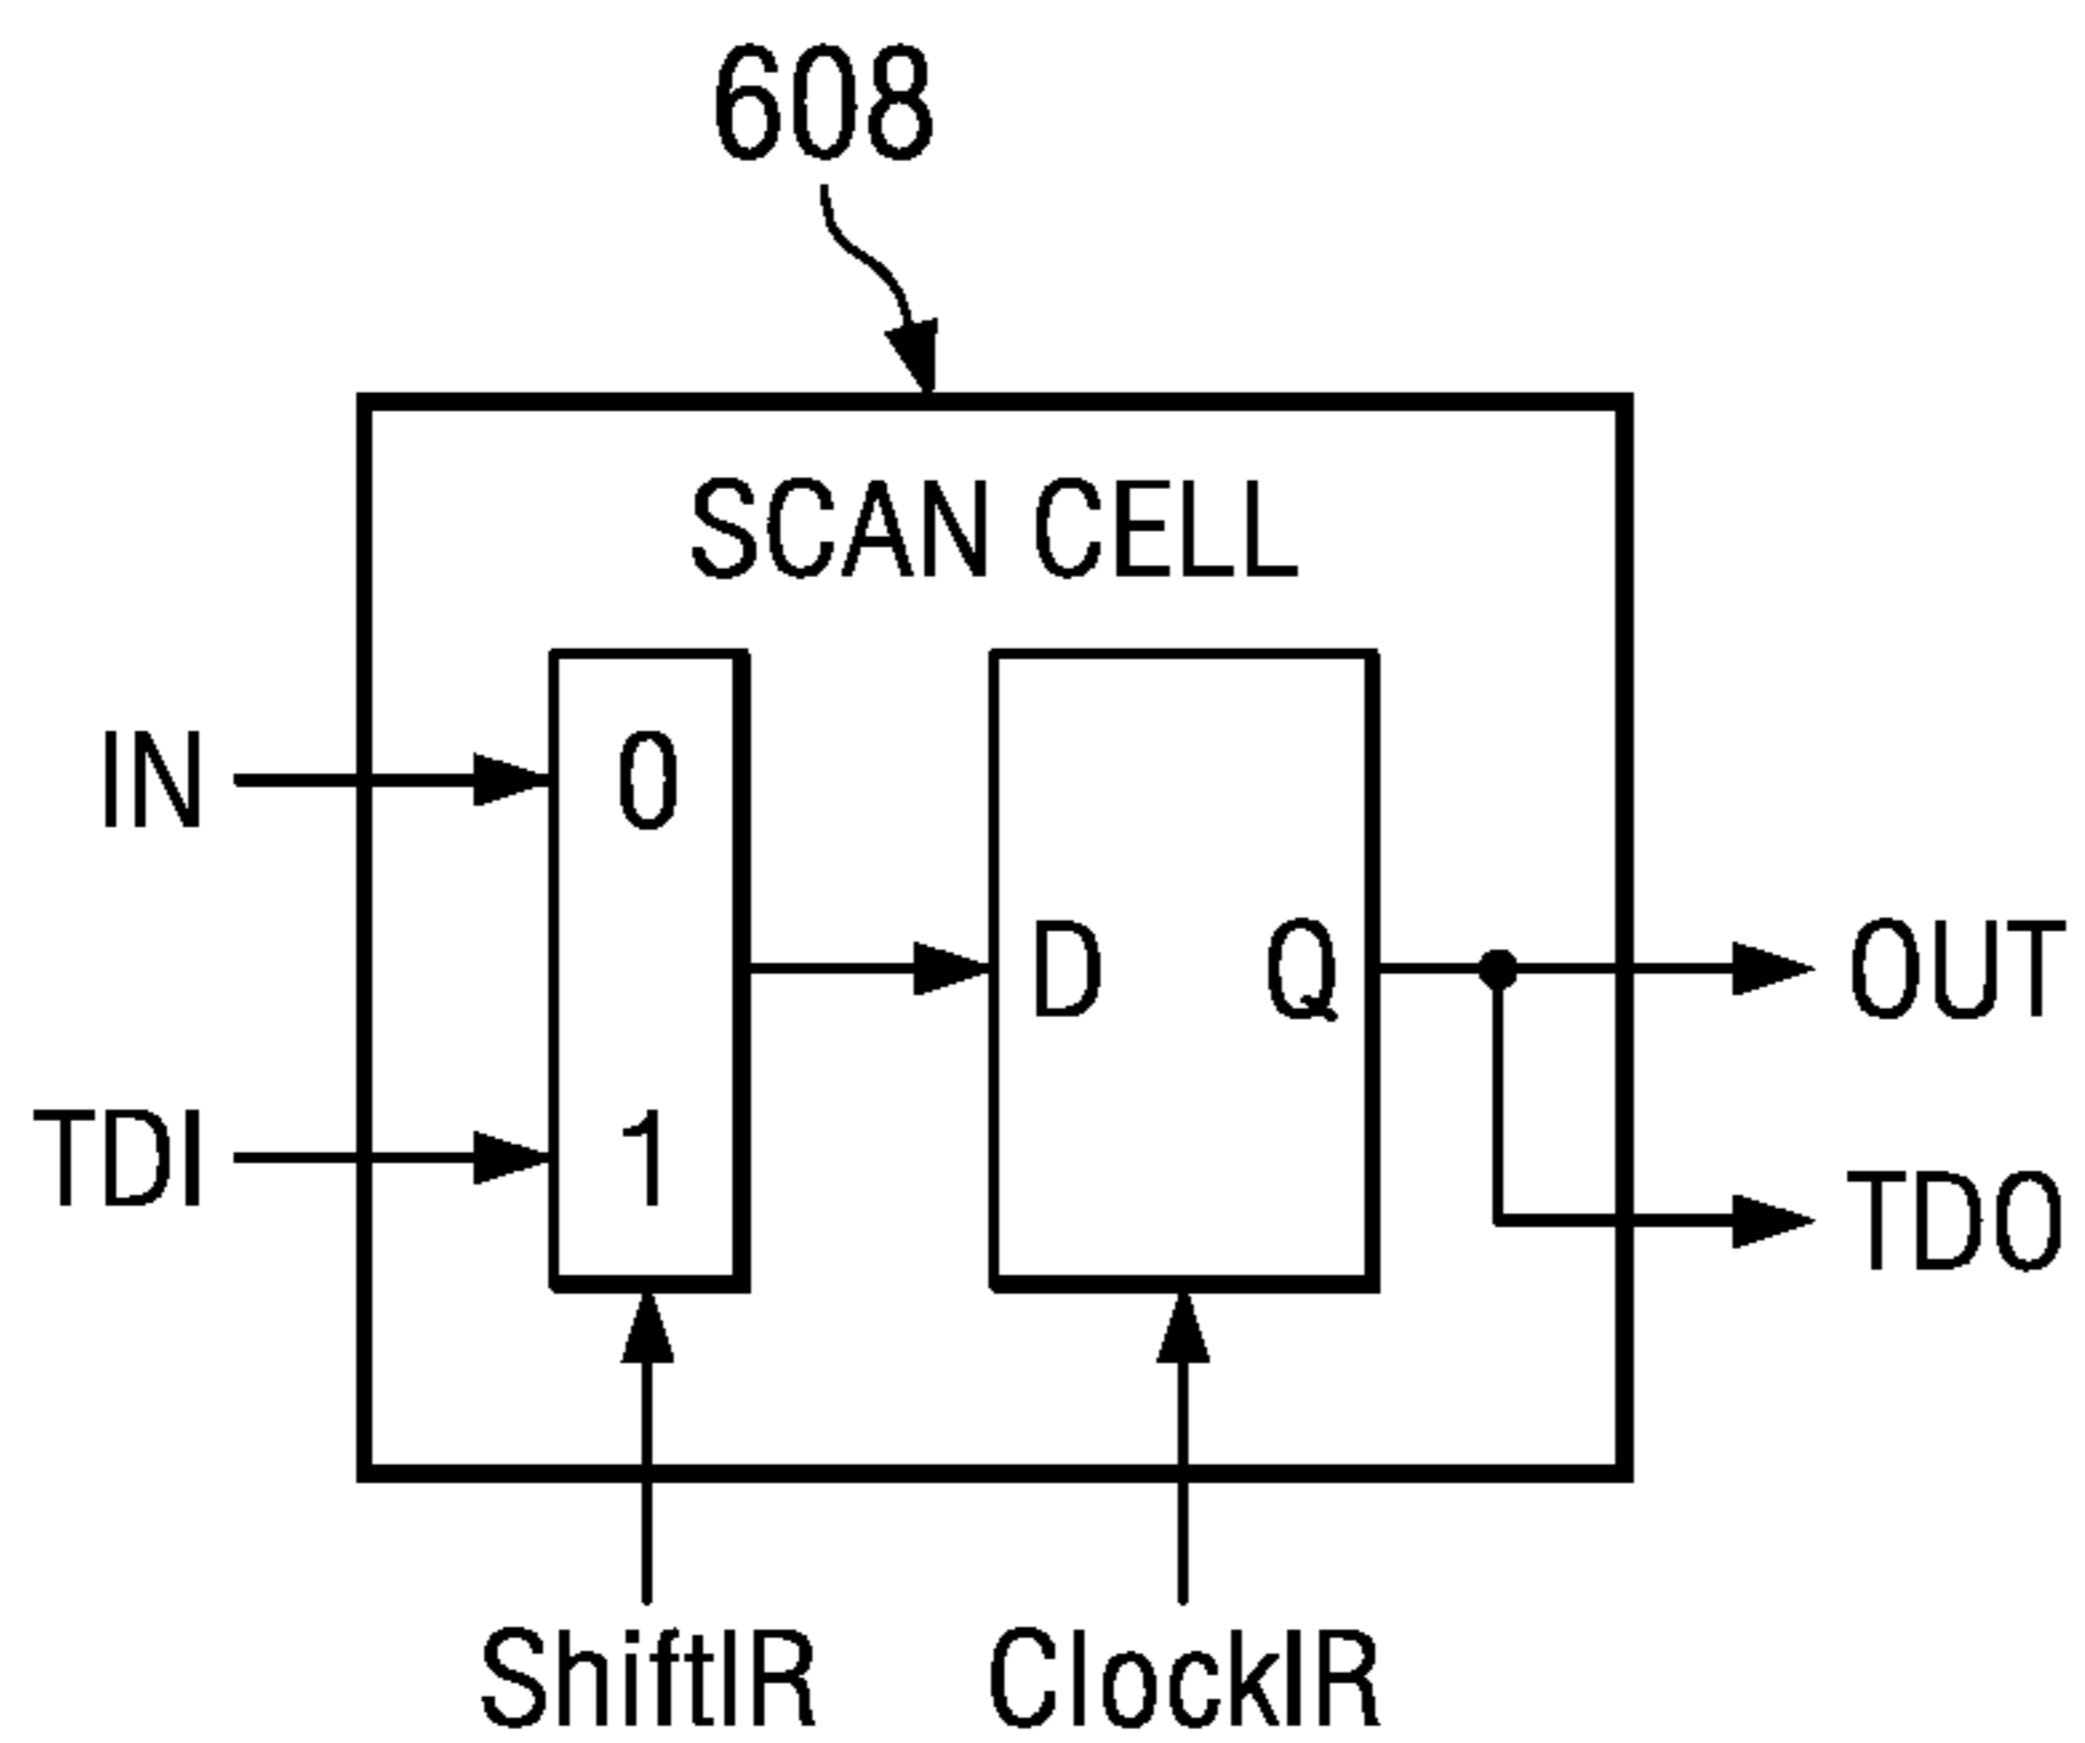 608
SCAN CELL
IN
0
D
Q
OUT
TDI
1
TDO
ShiftIR
ClockIR